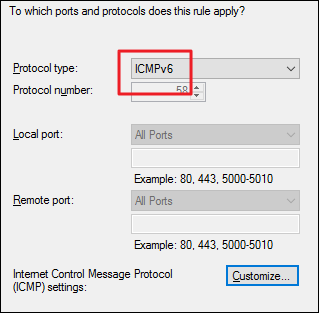 To which ports and protocols does this rule apply?
Protocol type: ICMPv6
Protocol number: 58
Local port: All Ports
Example: 80, 443, 5000-5010
Remote port: All Ports
Example: 80, 443, 5000-5010
Internet Control Message Protocol
(ICMP) settings: Customize...